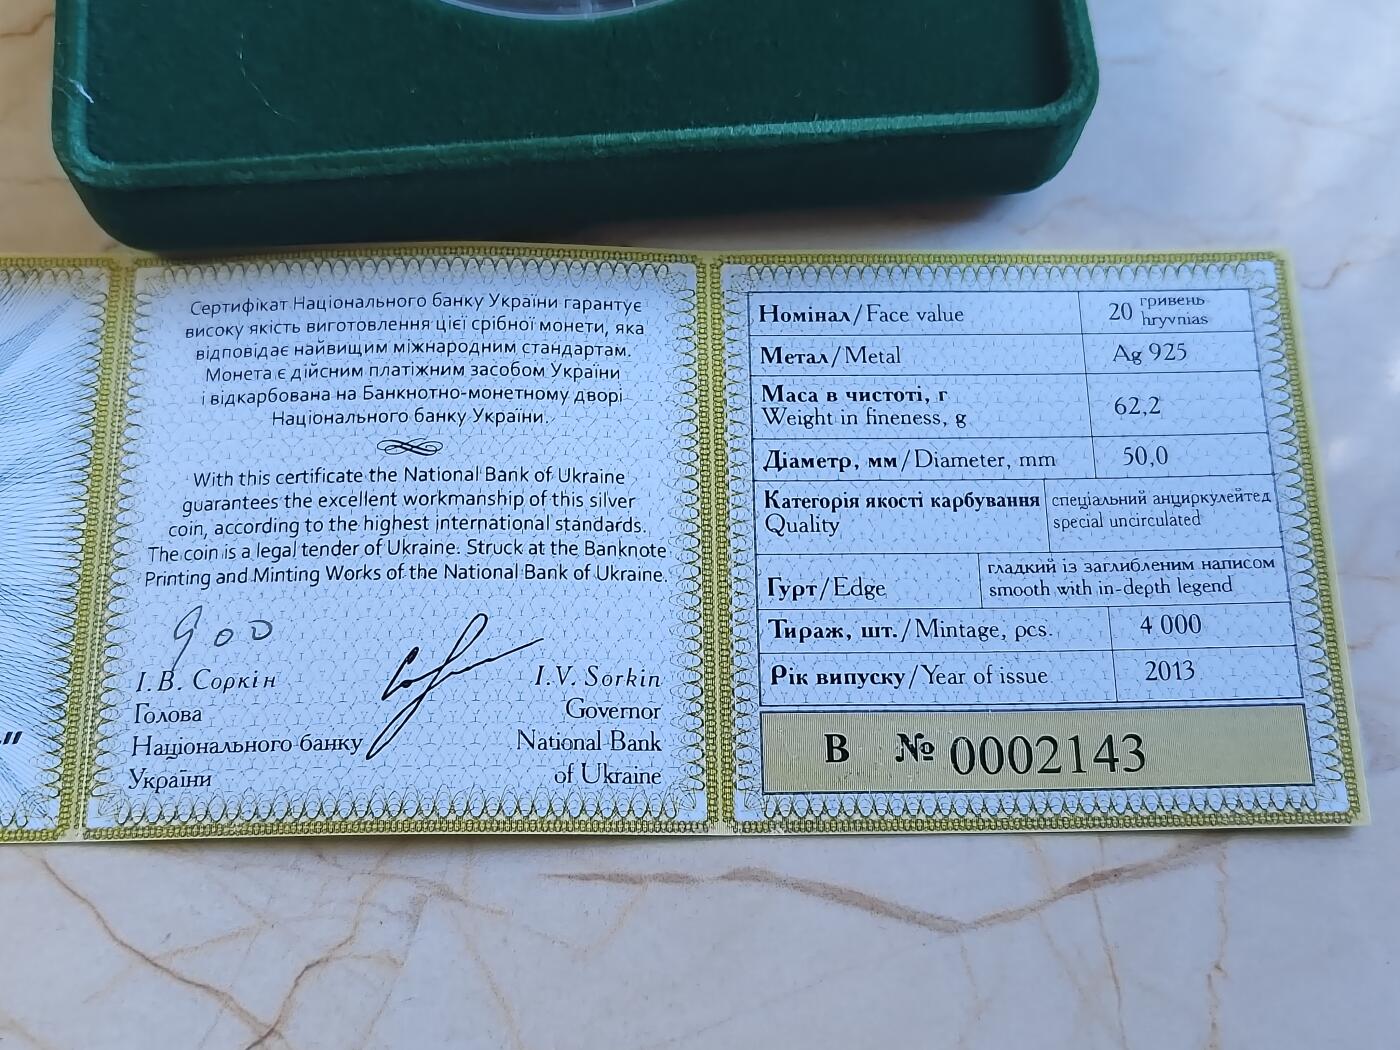 "
Сертифікат Національного банку України гарантує
високу якість виготовлення цієї срібної монети, яка
відповідає найвищим міжнародним стандартам.
Монета є дійсним платіжним засобом України
і відкарбована на Банкнотно-монетному дворі
Національного банку України.
With this certificate the National Bank of Ukraine
guarantees the excellent workmanship of this silver
coin, according to the highest international standards.
The coin is a legal tender of Ukraine. Struck at the Banknote
Printing and Minting Works of the National Bank of Ukraine.
900
І.В. Соркін
Голова
Національного банку
України
I.V. Sorkin
Governor
National Bank
of Ukraine
Номінал/Face value 20 гривень hryvnias
Метал/Metal Ag 925
Маса в чистоті, г
Weight in fineness, g 62,2
Діаметр, мм/Diameter, mm 50,0
Категорія якості карбування спеціальний анциркулейтед
Quality special uncirculated
Гурт/Edge гладкий із заглибленим написом
smooth with in-depth legend
Тираж, шт./Mintage, pcs. 4 000
Рік випуску/Year of issue 2013
В № 0002143